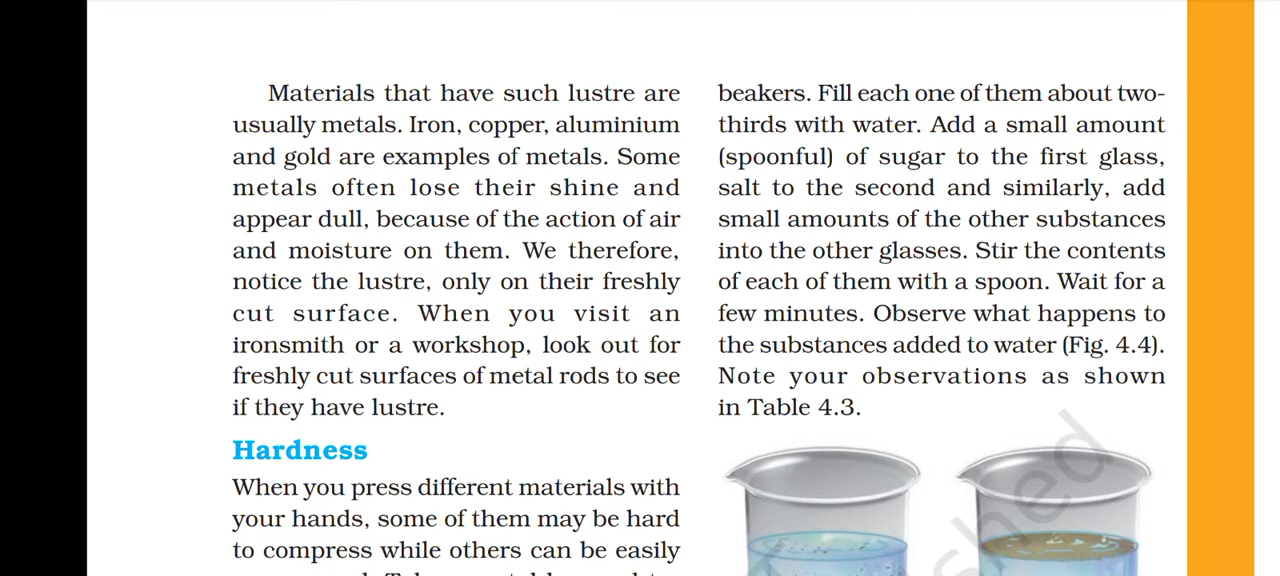 Materials that have such lustre are
usually metals. Iron, copper, aluminium
and gold are examples of metals. Some
metals often lose their shine and
appear dull, because of the action of air
and moisture on them. We therefore,
notice the lustre, only on their freshly
cut surface. When you visit an
ironsmith or a workshop, look out for
freshly cut surfaces of metal rods to see
if they have lustre.
Hardness
When you press different materials with
your hands, some of them may be hard
to compress while others can be easily
beakers. Fill each one of them about two-
thirds with water. Add a small amount
(spoonful) of sugar to the first glass,
salt to the second and similarly, add
small amounts of the other substances
into the other glasses. Stir the contents
of each of them with a spoon. Wait for a
few minutes. Observe what happens to
the substances added to water (Fig. 4.4).
Note your observations as shown
in Table 4.3.
shed